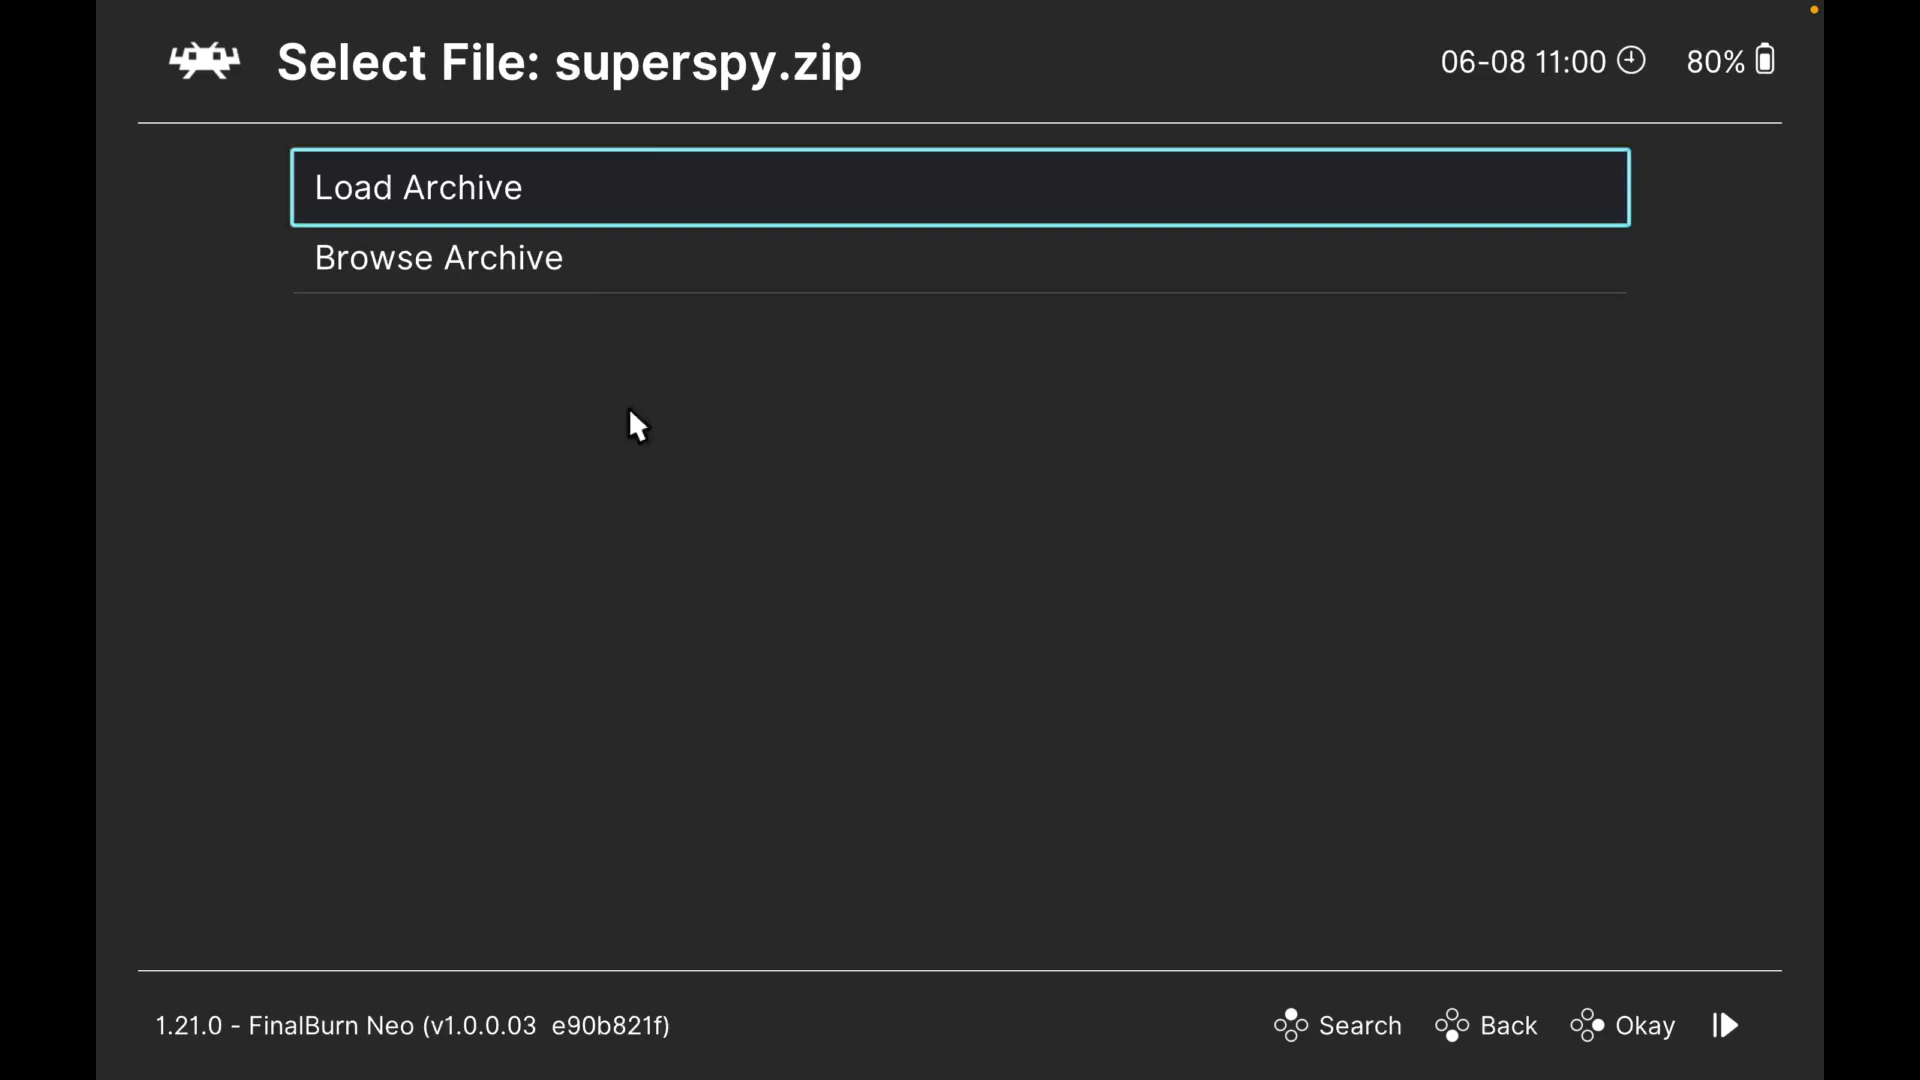 Select File: superspy.zip
06-08 11:00
80%
Load Archive
Browse Archive
1.21.0 - FinalBurn Neo (v1.0.0.03  e90b821f)
Search
Back
Okay